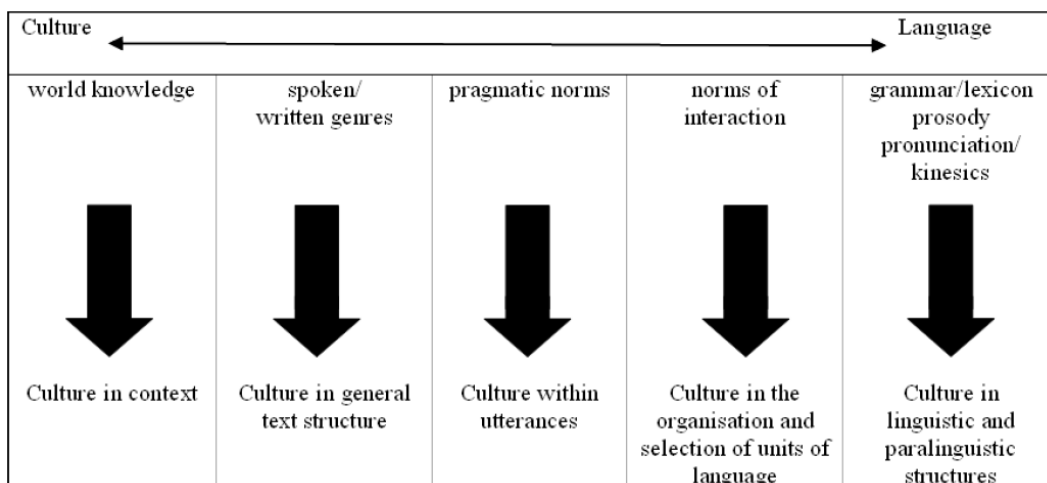 Culture
Language
world knowledge
spoken/
written genres
pragmatic norms
norms of
interaction
grammar/lexicon
prosody
pronunciation/
kinesics
Culture in context
Culture in general
text structure
Culture within
utterances
Culture in the
organisation and
selection of units of
language
Culture in
linguistic and
paralinguistic
structures